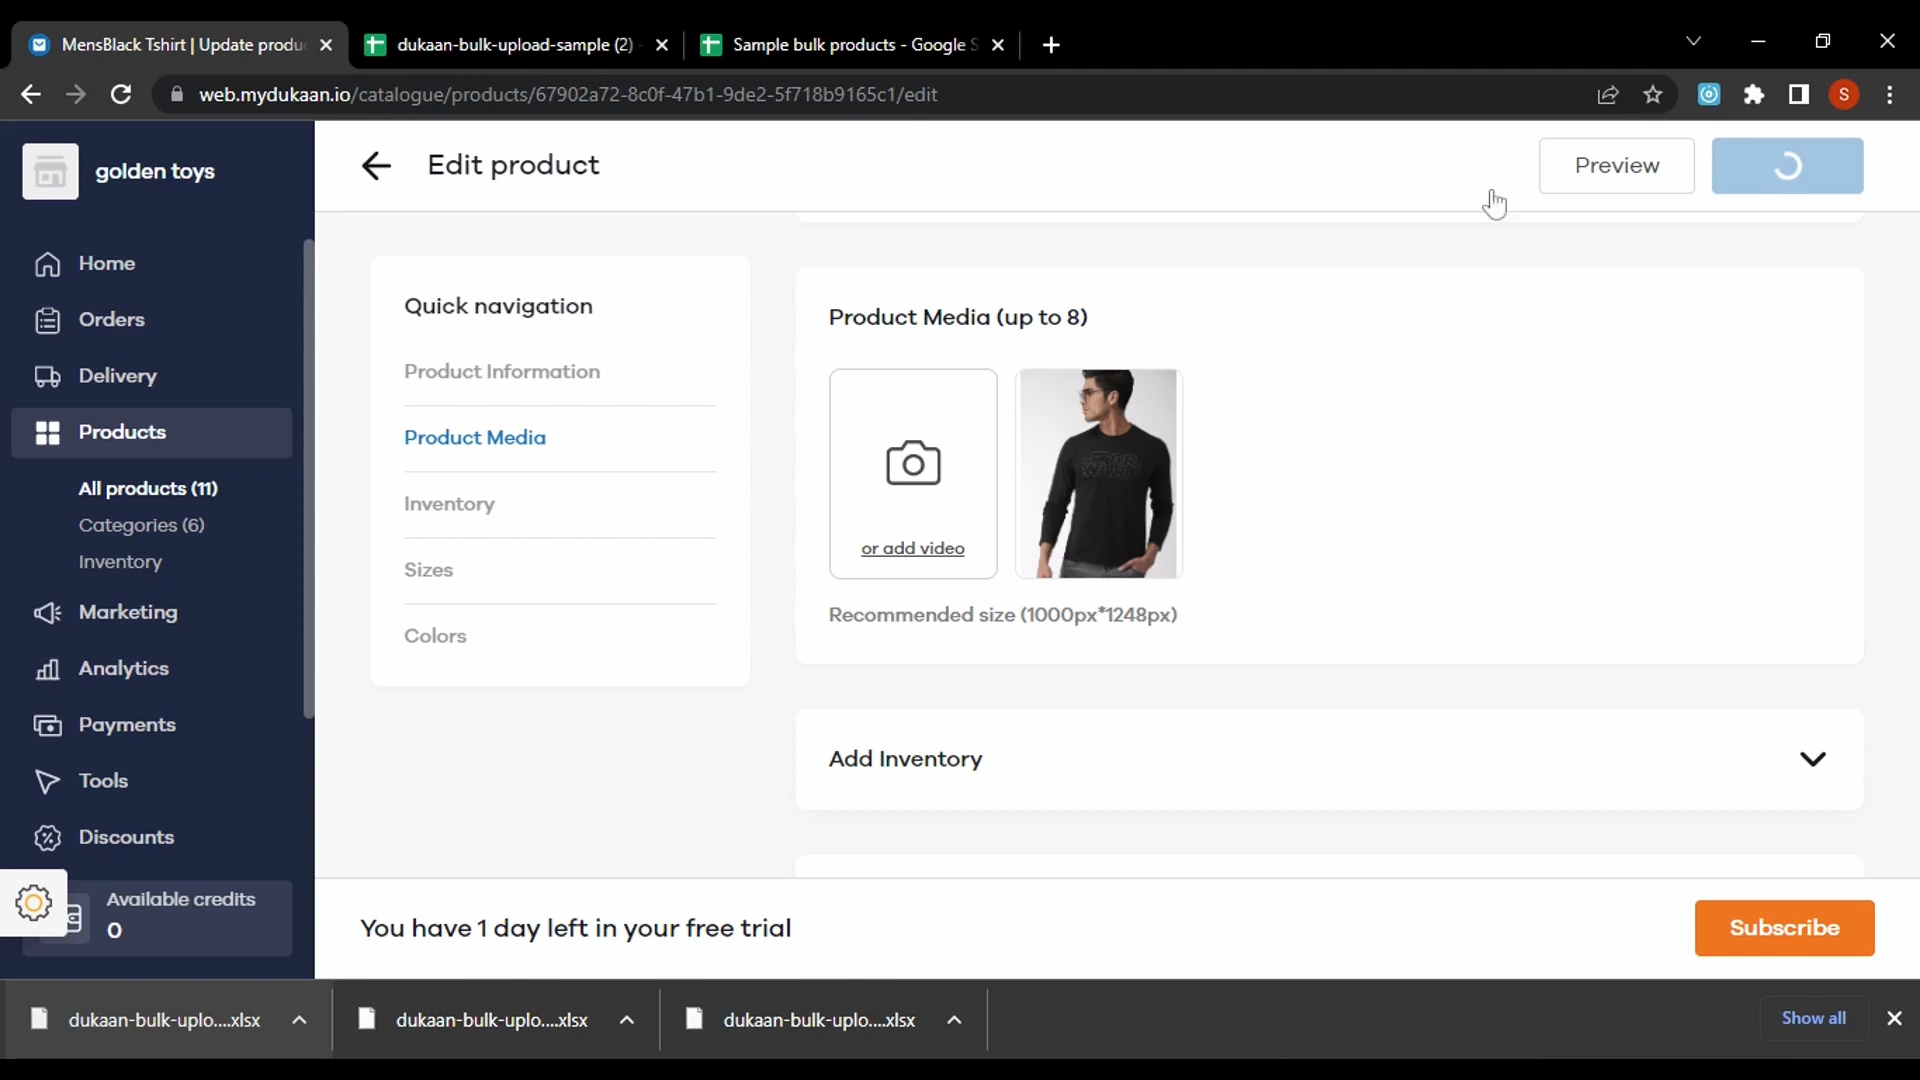 MensBlack Tshirt | Update produ
dukaan-bulk-upload-sample (2)
Sample bulk products - Google S
web.mydukaan.io/catalogue/products/67902a72-8c0f-47b1-9de2-5f718b9165c1/edit
S
golden toys
Edit product
Preview
Home
Orders
Delivery
Products
All products (11)
Categories (6)
Inventory
Marketing
Analytics
Payments
Tools
Discounts
Available credits
0
Quick navigation
Product Information
Product Media
Inventory
Sizes
Colors
Product Media (up to 8)
or add video
STAR
WARS
Recommended size (1000px*1248px)
Add Inventory
You have 1 day left in your free trial
Subscribe
dukaan-bulk-uplo....xlsx
dukaan-bulk-uplo....xlsx
dukaan-bulk-uplo....xlsx
Show all